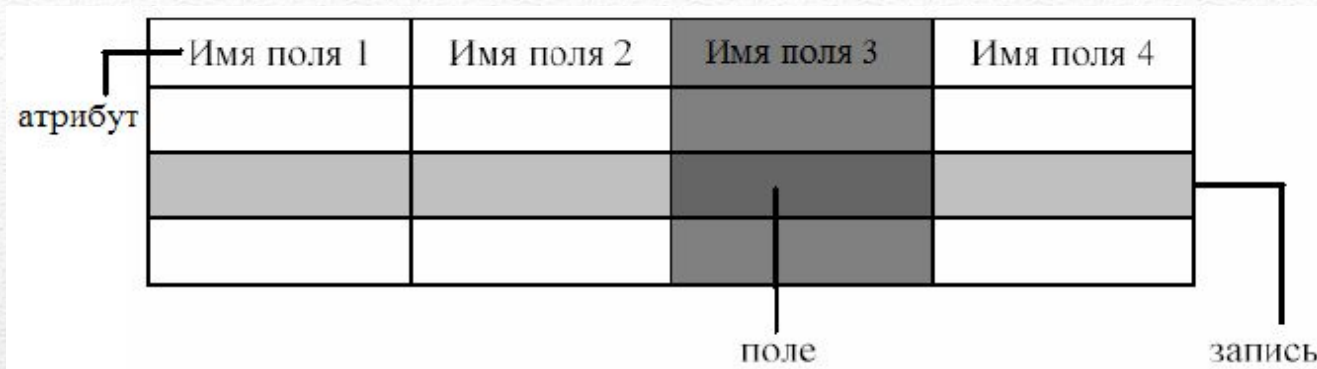 Имя поля 1 Имя поля 2 Имя поля 3 Имя поля 4
атрибут
поле запись